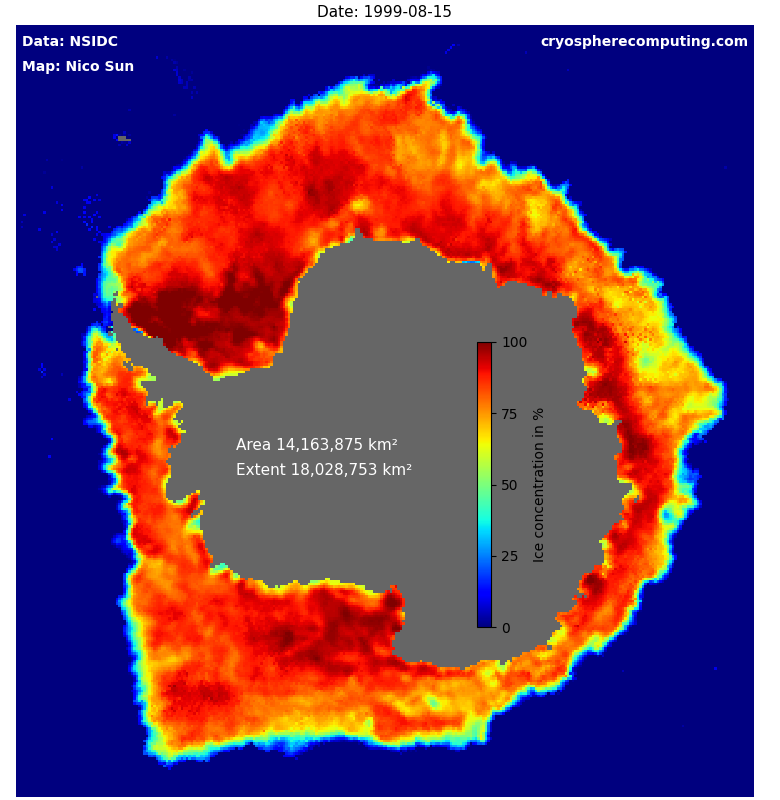 Date: 1999-08-15
Data: NSIDC
cryospherecomputing.com
Map: Nico Sun
100
75
50
25
0
Ice concentration in %
Area 14,163,875 km²
Extent 18,028,753 km²